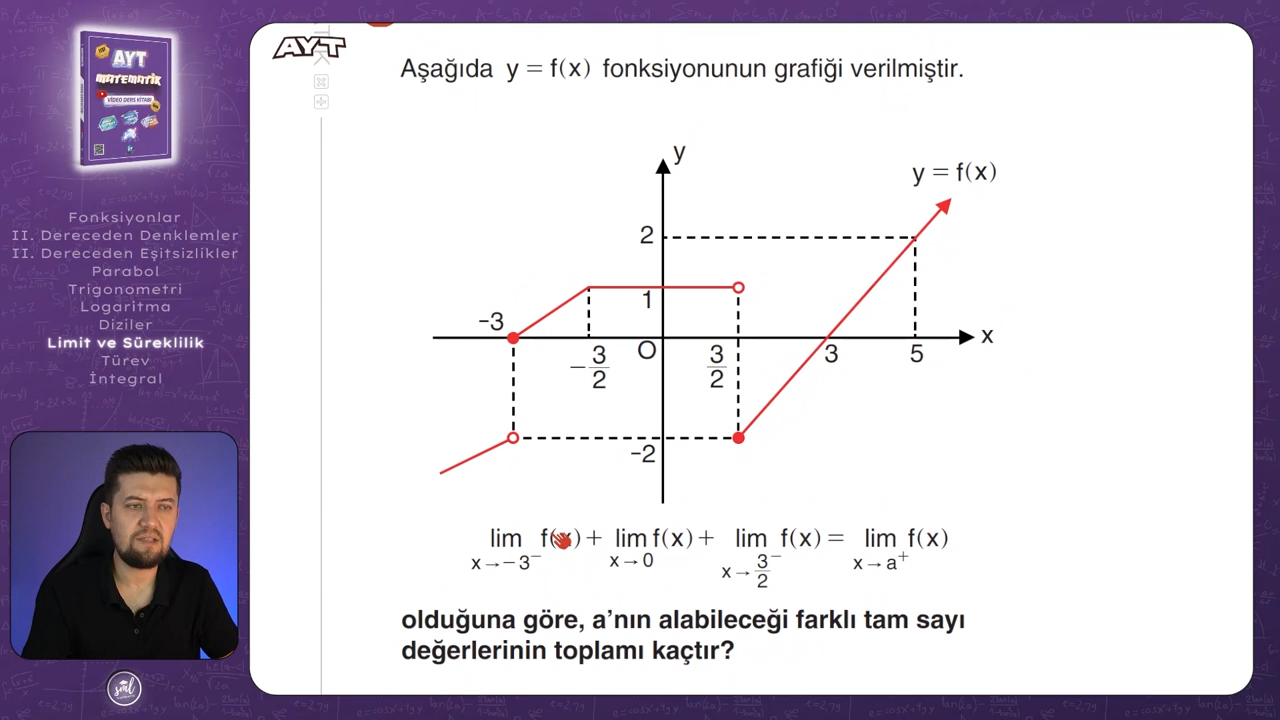 AYT
MATEMATİK
VİDEO DERS KİTABI
Fonksiyonlar
II. Dereceden Denklemler
II. Dereceden Eşitsizlikler
Parabol
Trigonometri
Logaritma
Diziler
Limit ve Süreklilik
Türev
İntegral
sml
AYT
Aşağıda y = f(x) fonksiyonunun grafiği verilmiştir.
y
y = f(x)
2
1
-3
O
x
-3/2
3/2
3
5
-2
lim x→-3⁻ f(x) + lim x→0 f(x) + lim x→3/2⁻ f(x) = lim x→a⁺ f(x)
olduğuna göre, a’nın alabileceği farklı tam sayı
değerlerinin toplamı kaçtır?